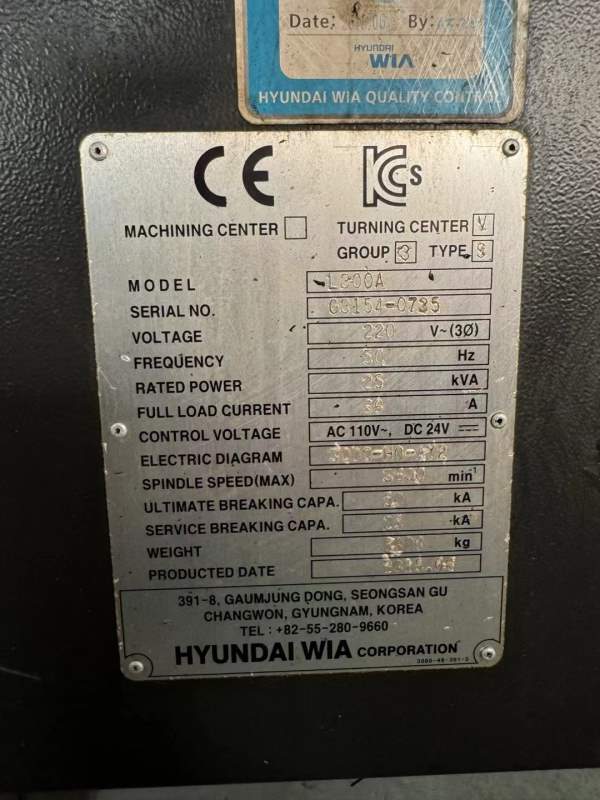 Date: By:
HYUNDAI
WIA
HYUNDAI WIA QUALITY CONTROL
CE KCs
MACHINING CENTER TURNING CENTER V
GROUP 3 TYPE
MODEL L300A
SERIAL NO. G3154-0735
VOLTAGE 220 V~(3Ø)
FREQUENCY Hz
RATED POWER 25 kVA
FULL LOAD CURRENT A
CONTROL VOLTAGE AC 110V~, DC 24V
ELECTRIC DIAGRAM
SPINDLE SPEED(MAX) min⁻¹
ULTIMATE BREAKING CAPA. kA
SERVICE BREAKING CAPA. kA
WEIGHT kg
PRODUCTED DATE
391-8, GAUMJUNG DONG, SEONGSAN GU
CHANGWON, GYUNGNAM, KOREA
TEL : +82-55-280-9660
HYUNDAI WIA CORPORATION